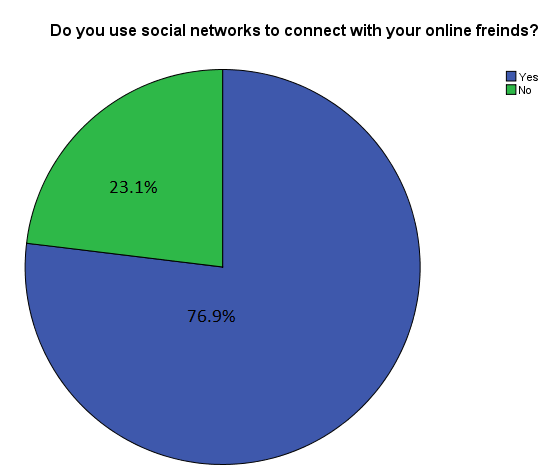 Do you use social networks to connect with your online freinds?
Yes
No
23.1%
76.9%